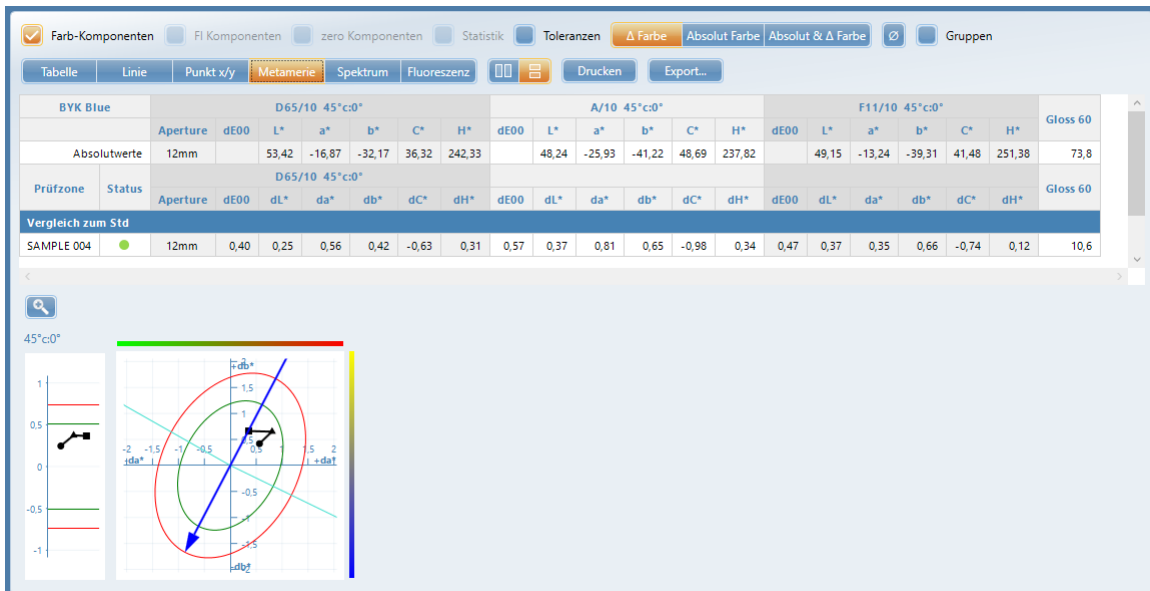 Farb-Komponenten Fl Komponenten zero Komponenten Statistik Toleranzen Δ Farbe Absolut Farbe Absolut & Δ Farbe Ø Gruppen
Tabelle Linie Punkt x/y Metamerie Spektrum Fluoreszenz Drucken Export...
BYK Blue D65/10 45°c:0° A/10 45°c:0° F11/10 45°c:0° Gloss 60
Aperture dE00 L* a* b* C* H* dE00 L* a* b* C* H* dE00 L* a* b* C* H*
Absolutwerte 12mm 53,42 -16,87 -32,17 36,32 242,33 48,24 -25,93 -41,22 48,69 237,82 49,15 -13,24 -39,31 41,48 251,38 73,8
Prüfzone Status D65/10 45°c:0° Gloss 60
Aperture dE00 dL* da* db* dC* dH* dE00 dL* da* db* dC* dH* dE00 dL* da* db* dC* dH*
Vergleich zum Std
SAMPLE 004 12mm 0,40 0,25 0,56 0,42 -0,63 0,31 0,57 0,37 0,81 0,65 -0,98 0,34 0,47 0,37 0,35 0,66 -0,74 0,12 10,6
45°c:0°
+db*
1
1,5
1
0,5
0,5
-2 -1,5 -1 -0,5 0,5 1,5 2
0
+da*
-0,5
-0,5
-1
-1
-1,5
-2